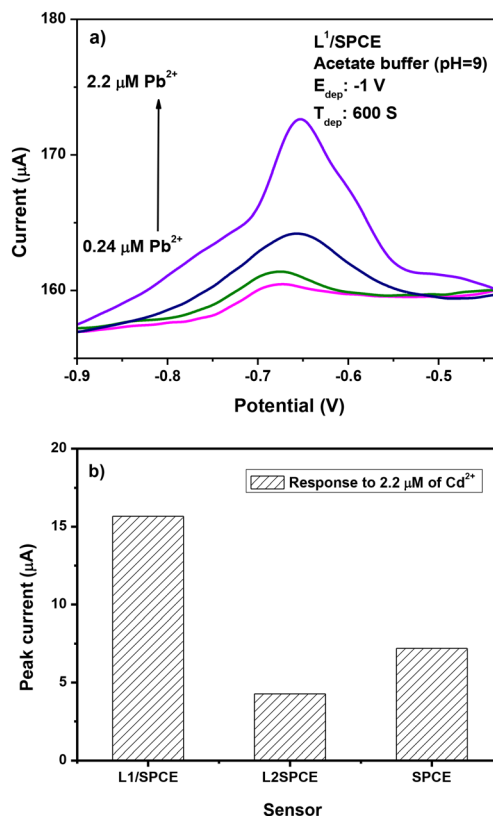 a)
L¹/SPCE
Acetate buffer (pH=9)
E_dep: -1 V
T_dep: 600 S
2.2 μM Pb²⁺
0.24 μM Pb²⁺
180
170
160
Current (μA)
-0.9 -0.8 -0.7 -0.6 -0.5
Potential (V)
b)
Response to 2.2 μM of Cd²⁺
20
15
10
5
0
Peak current (μA)
L1/SPCE L2SPCE SPCE
Sensor